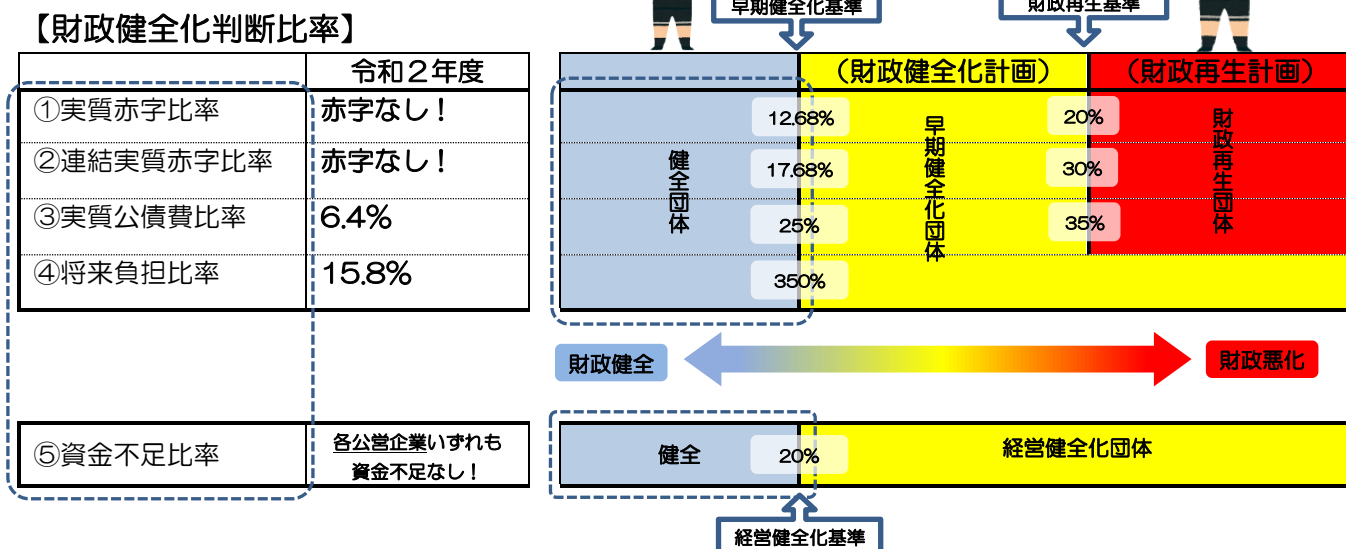 早期健全化基準
財政再生基準
【財政健全化判断比率】
令和２年度
（財政健全化計画）
（財政再生計画）
①実質赤字比率
赤字なし！
12.68%
20%
②連結実質赤字比率
赤字なし！
17.68%
30%
③実質公債費比率
6.4%
25%
35%
④将来負担比率
15.8%
350%
健全団体
早期健全化団体
財政再生団体
財政健全
財政悪化
⑤資金不足比率
各公営企業いずれも
資金不足なし！
健全
20%
経営健全化団体
経営健全化基準